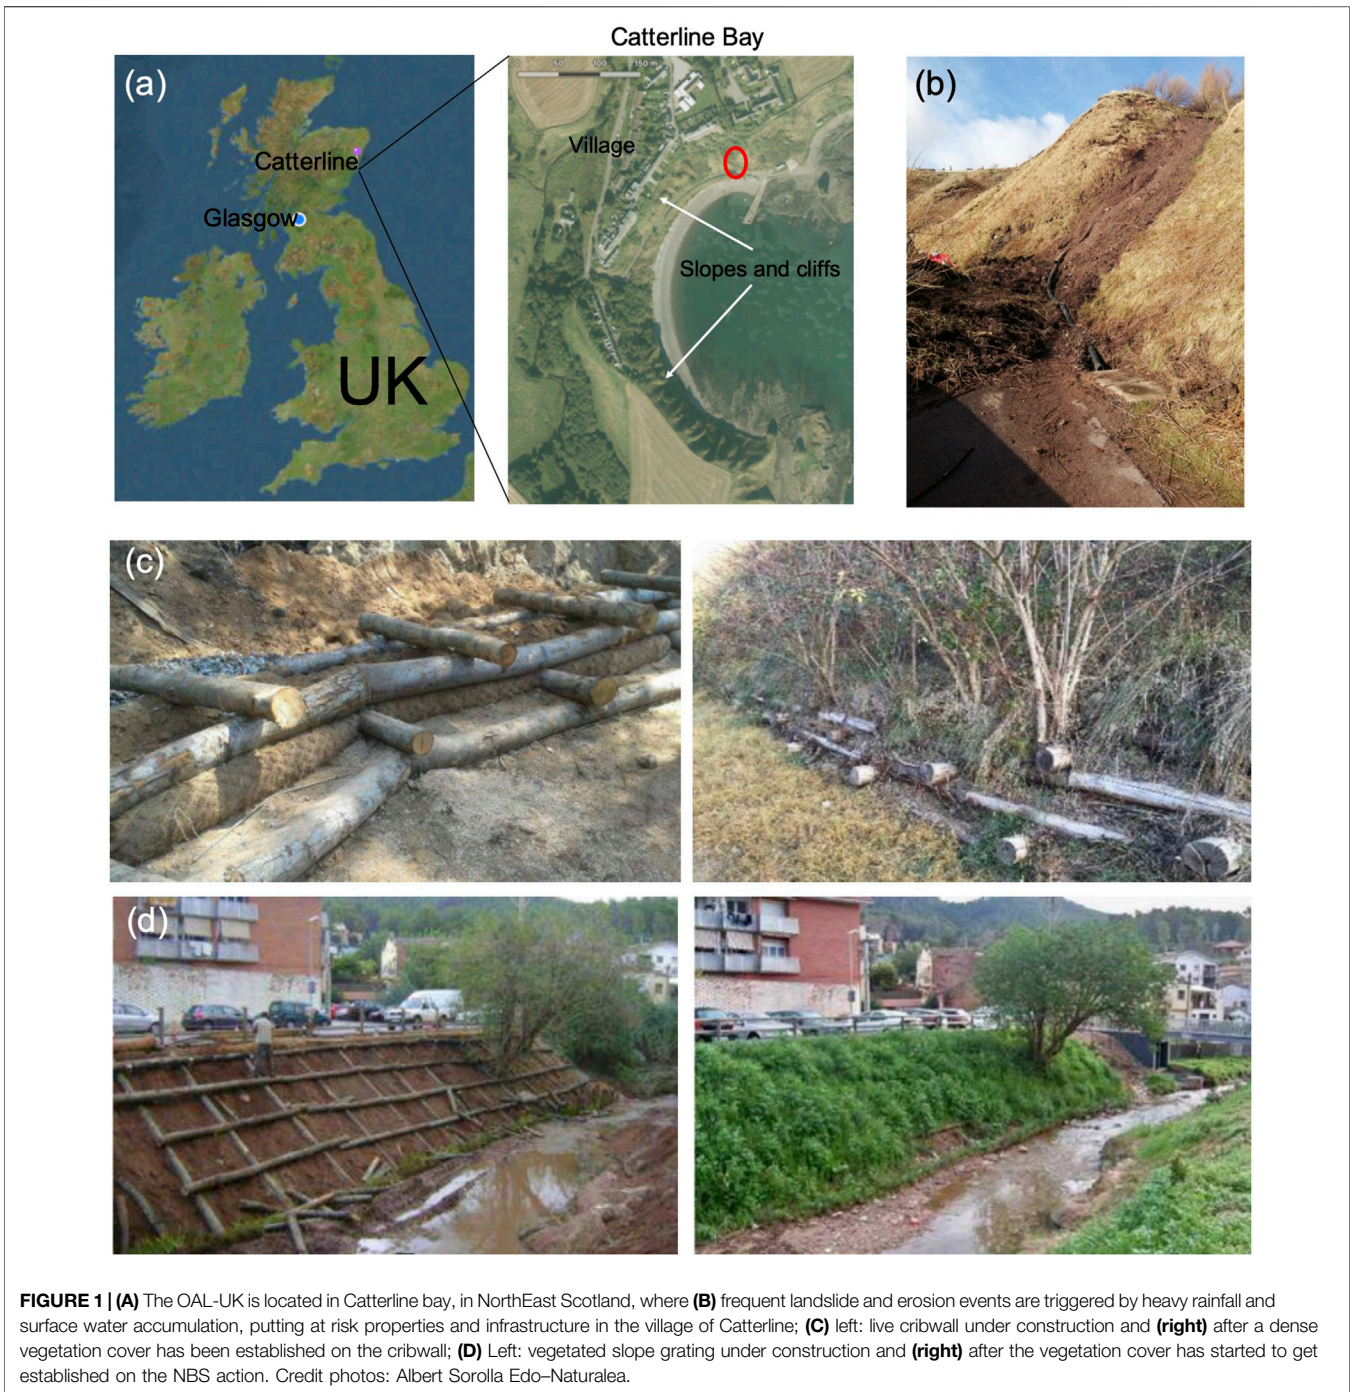 Catterline Bay
(a)
0 50 100 150 m
(b)
Village
Catterline
Glasgow
Slopes and cliffs
UK
(c)
(d)
FIGURE 1 | (A) The OAL-UK is located in Catterline bay, in NorthEast Scotland, where (B) frequent landslide and erosion events are triggered by heavy rainfall and
surface water accumulation, putting at risk properties and infrastructure in the village of Catterline; (C) left: live cribwall under construction and (right) after a dense
vegetation cover has been established on the cribwall; (D) Left: vegetated slope grating under construction and (right) after the vegetation cover has started to get
established on the NBS action. Credit photos: Albert Sorolla Edo–Naturalea.